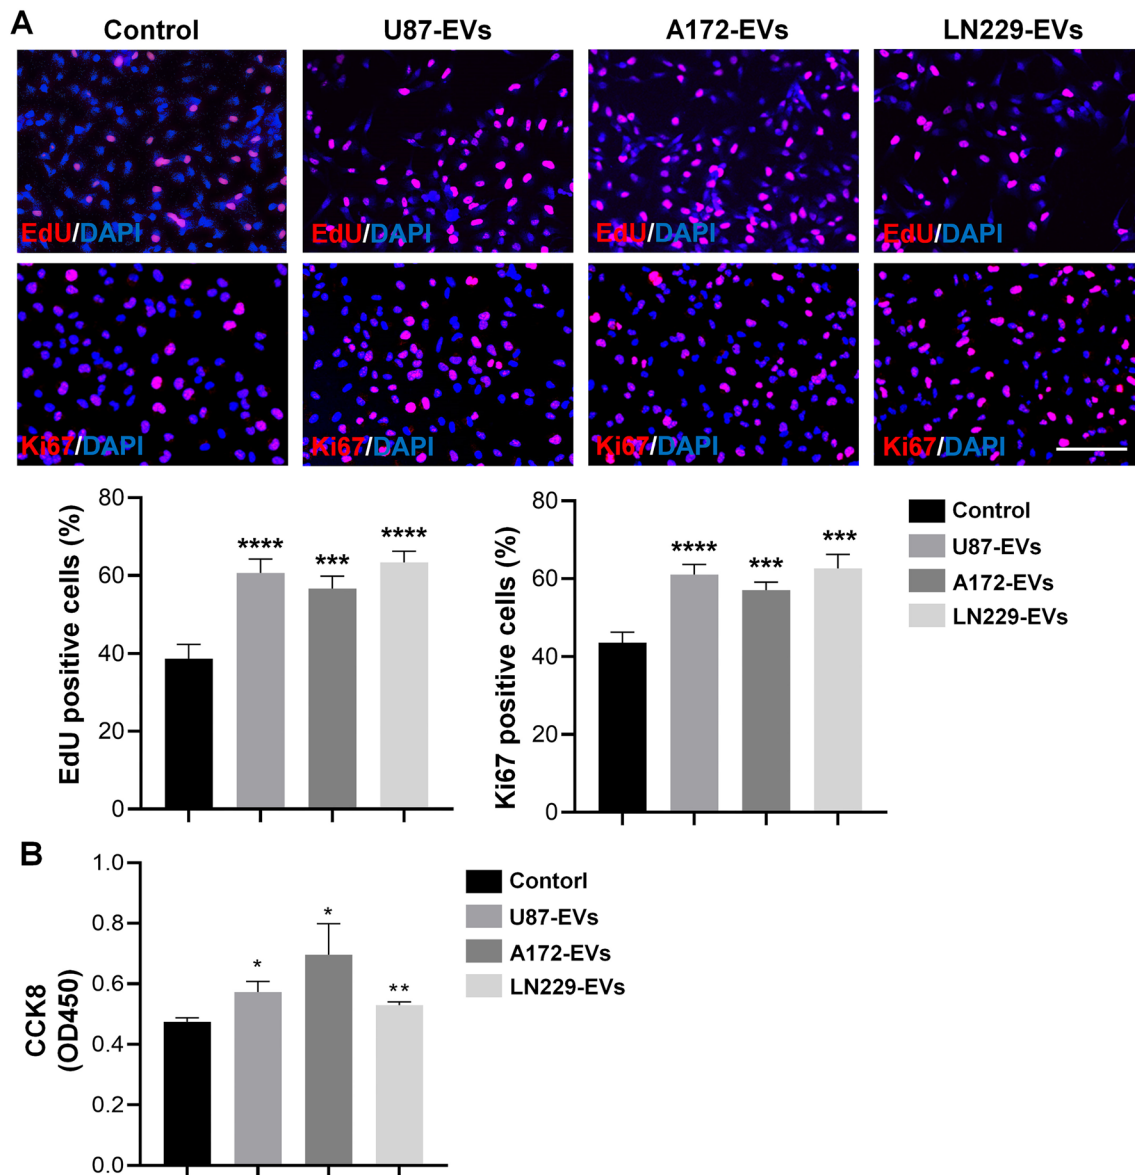 A
Control U87-EVs A172-EVs LN229-EVs
EdU/DAPI EdU/DAPI EdU/DAPI EdU/DAPI
Ki67/DAPI Ki67/DAPI Ki67/DAPI Ki67/DAPI
EdU positive cells (%)
80
60
40
20
0
**** *** ****
Ki67 positive cells (%)
80
60
40
20
0
**** *** ***
Control
U87-EVs
A172-EVs
LN229-EVs
B
CCK8
(OD450)
1.0
0.8
0.6
0.4
0.2
0.0
* * **
Contorl
U87-EVs
A172-EVs
LN229-EVs